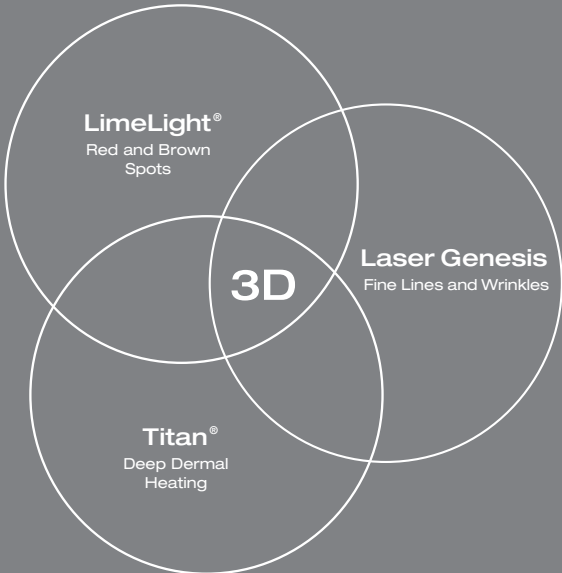 LimeLight®
Red and Brown
Spots
Laser Genesis
Fine Lines and Wrinkles
3D
Titan®
Deep Dermal
Heating